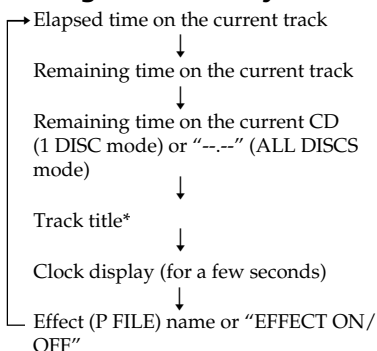 Elapsed time on the current track
Remaining time on the current track
Remaining time on the current CD
(1 DISC mode) or “--.--” (ALL DISCS
mode)
Track title*
Clock display (for a few seconds)
Effect (P FILE) name or “EFFECT ON/
OFF”